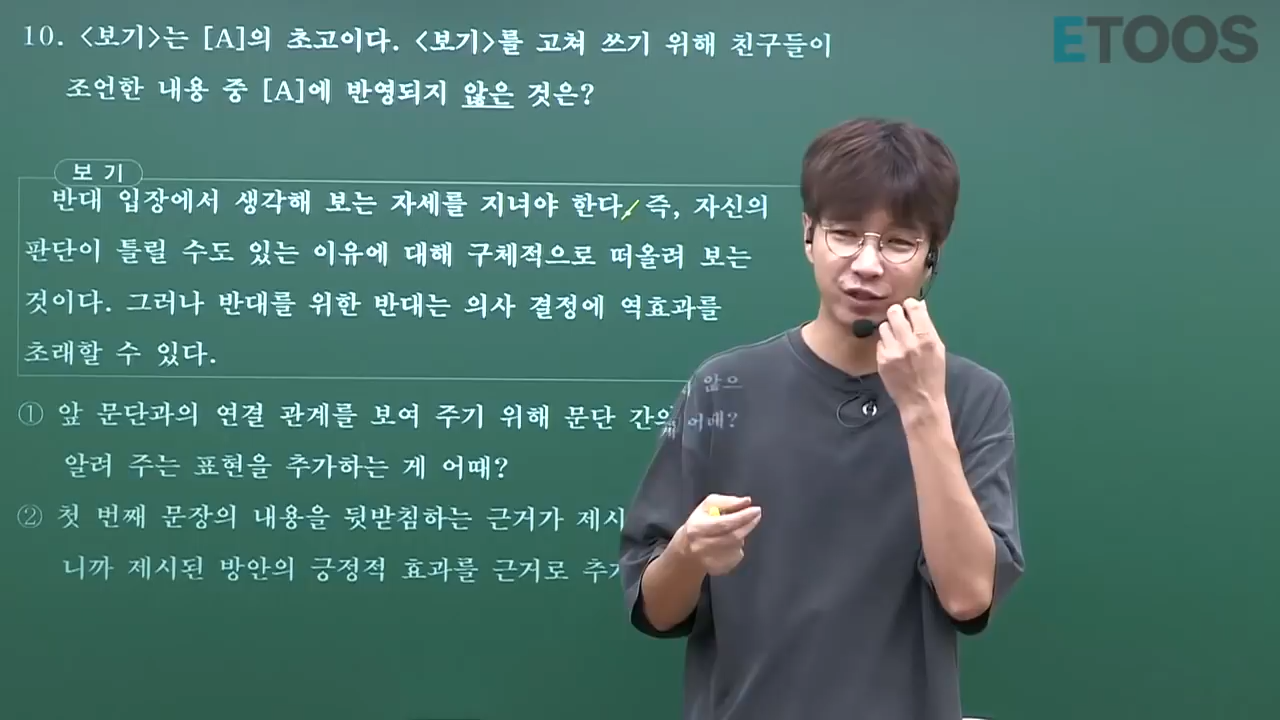 ETOOS
10. <보기>는 [A]의 초고이다. <보기>를 고쳐 쓰기 위해 친구들이
조언한 내용 중 [A]에 반영되지 않은 것은?
보 기
반대 입장에서 생각해 보는 자세를 지녀야 한다. 즉, 자신의
판단이 틀릴 수도 있는 이유에 대해 구체적으로 떠올려 보는
것이다. 그러나 반대를 위한 반대는 의사 결정에 역효과를
초래할 수 있다.
① 앞 문단과의 연결 관계를 보여 주기 위해 문단 간의
알려 주는 표현을 추가하는 게 어때?
② 첫 번째 문장의 내용을 뒷받침하는 근거가 제시 않으
니까 제시된 방안의 긍정적 효과를 근거로 추가 어때?